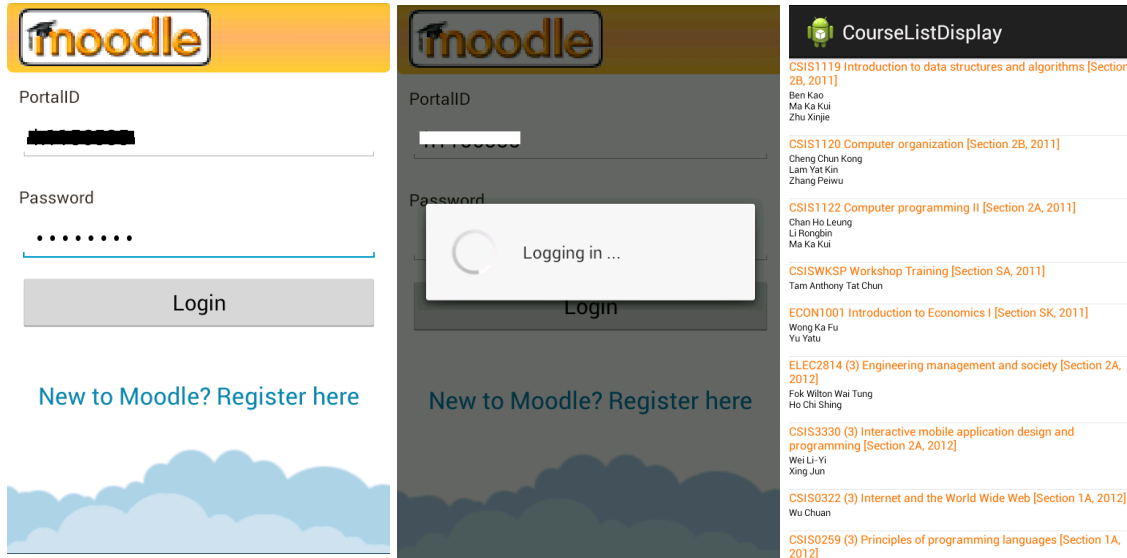 moodle
PortalID
Password
••••••••
Login
New to Moodle? Register here
moodle
PortalID
Password
Logging in ...
Login
New to Moodle? Register here
CourseListDisplay
CSIS1119 Introduction to data structures and algorithms [Section
2B, 2011]
Ben Kao
Ma Ka Kui
Zhu Xinjie
CSIS1120 Computer organization [Section 2B, 2011]
Cheng Chun Kong
Lam Yat Kin
Zhang Peiwu
CSIS1122 Computer programming II [Section 2A, 2011]
Chan Ho Leung
Li Rongbin
Ma Ka Kui
CSISWKSP Workshop Training [Section SA, 2011]
Tam Anthony Tat Chun
ECON1001 Introduction to Economics I [Section SK, 2011]
Wong Ka Fu
Yu Yatu
ELEC2814 (3) Engineering management and society [Section 2A,
2012]
Fok Wilton Wai Tung
Ho Chi Shing
CSIS3330 (3) Interactive mobile application design and
programming [Section 2A, 2012]
Wei Li-Yi
Xing Jun
CSIS0322 (3) Internet and the World Wide Web [Section 1A, 2012]
Wu Chuan
CSIS0259 (3) Principles of programming languages [Section 1A,
2012]